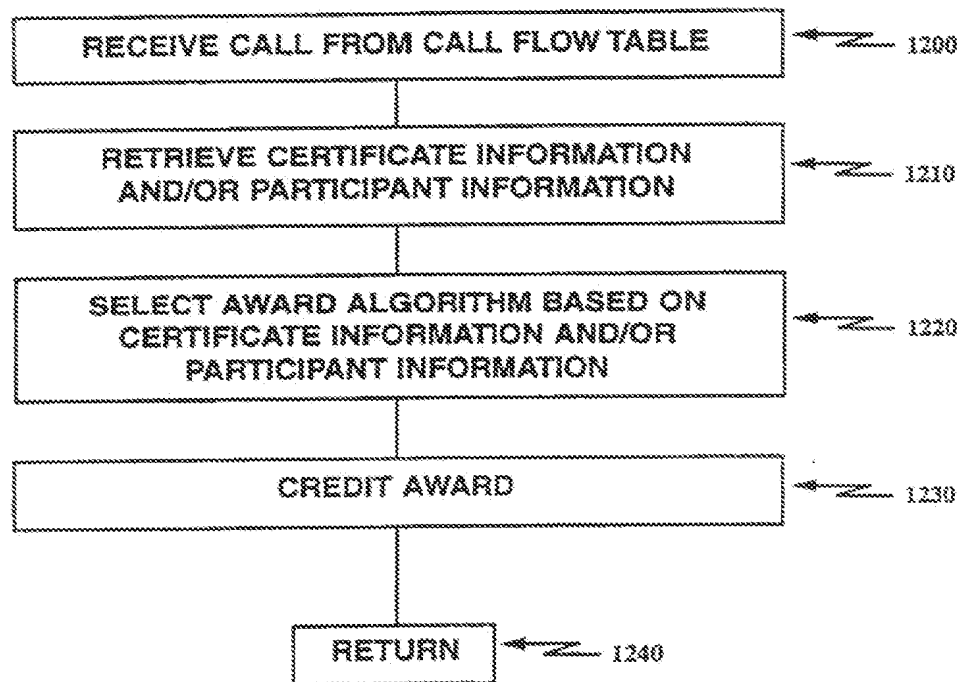 RECEIVE CALL FROM CALL FLOW TABLE
1200
RETRIEVE CERTIFICATE INFORMATION
AND/OR PARTICIPANT INFORMATION
1210
SELECT AWARD ALGORITHM BASED ON
CERTIFICATE INFORMATION AND/OR
PARTICIPANT INFORMATION
1220
CREDIT AWARD
1230
RETURN
1240